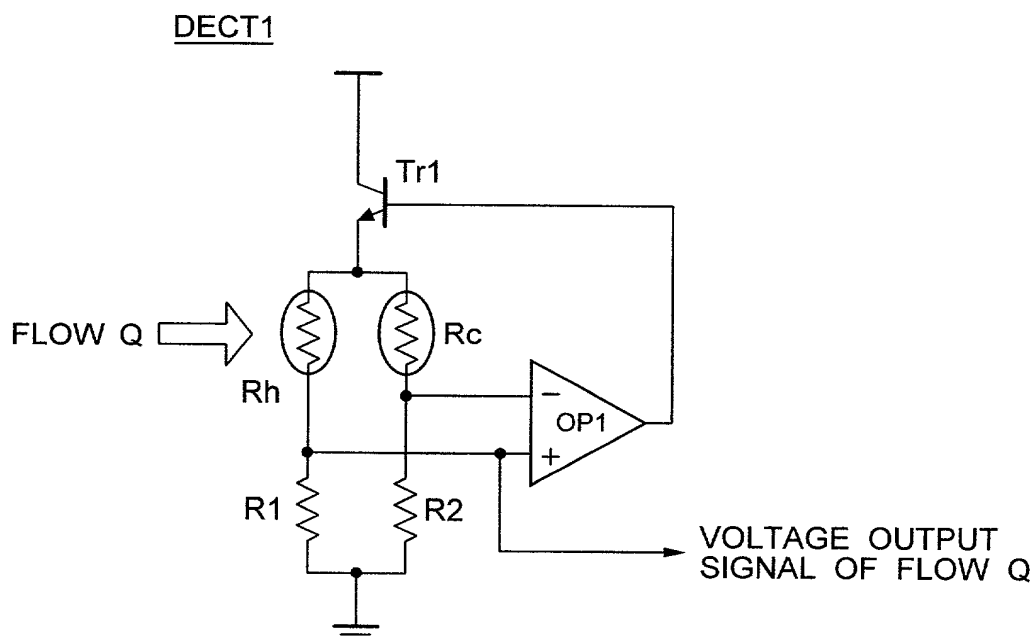 DECT1
Tr1
FLOW Q
Rh
Rc
−
OP1
+
R1
R2
VOLTAGE OUTPUT
SIGNAL OF FLOW Q